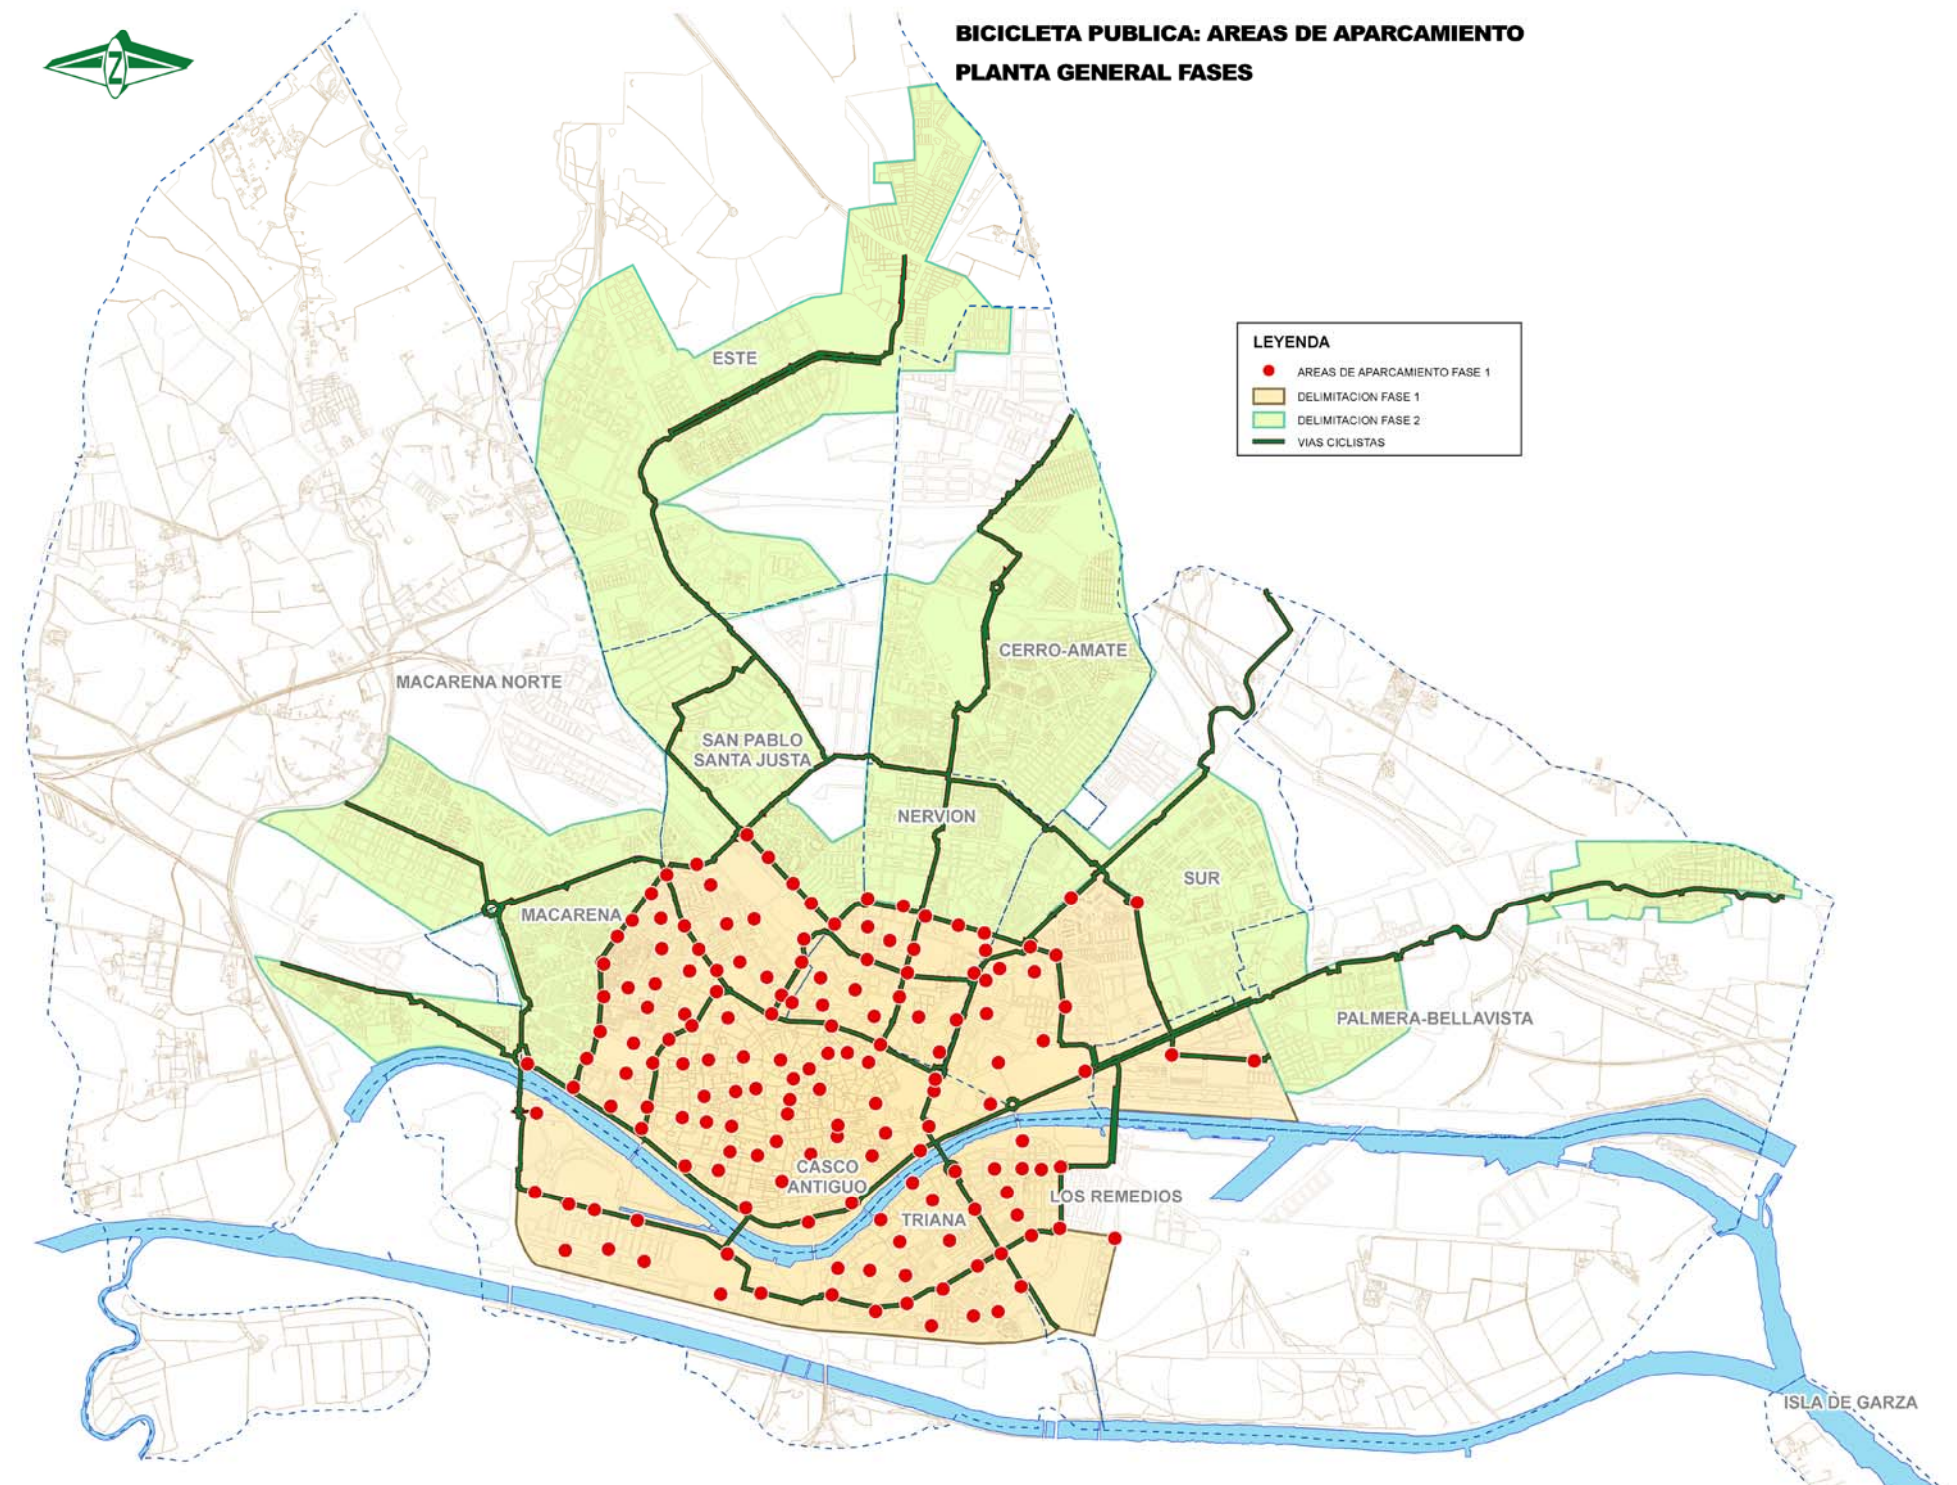 BICICLETA PUBLICA: AREAS DE APARCAMIENTO
PLANTA GENERAL FASES
Z
LEYENDA
AREAS DE APARCAMIENTO FASE 1
DELIMITACION FASE 1
DELIMITACION FASE 2
VIAS CICLISTAS
ESTE
CERRO-AMATE
MACARENA NORTE
SAN PABLO
SANTA JUSTA
NERVION
SUR
MACARENA
PALMERA-BELLAVISTA
CASCO
ANTIGUO
LOS REMEDIOS
TRIANA
ISLA DE GARZA